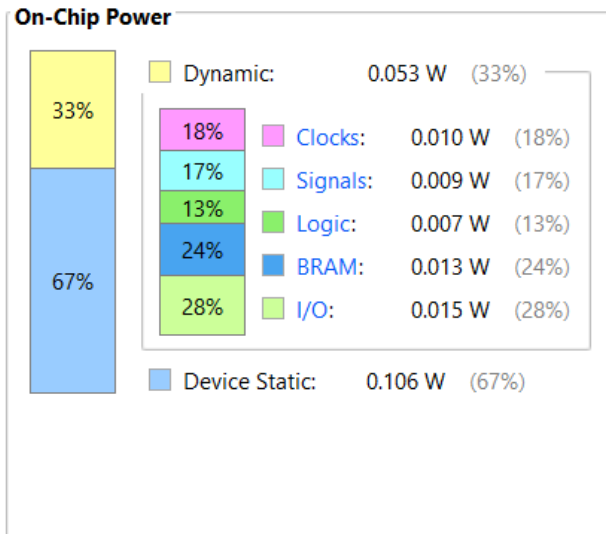 On-Chip Power
33%
67%
Dynamic: 0.053 W (33%)
18% Clocks: 0.010 W (18%)
17% Signals: 0.009 W (17%)
13% Logic: 0.007 W (13%)
24% BRAM: 0.013 W (24%)
28% I/O: 0.015 W (28%)
Device Static: 0.106 W (67%)